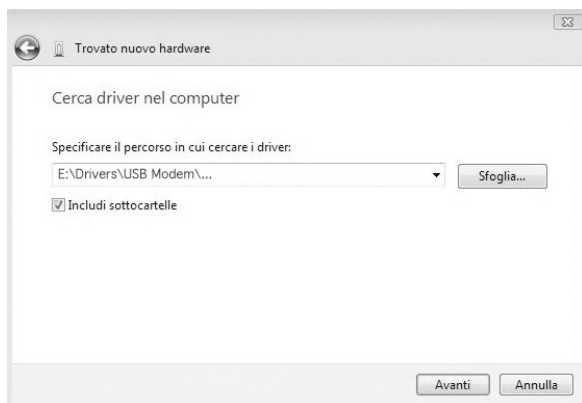 Trovato nuovo hardware
Cerca driver nel computer
Specificare il percorso in cui cercare i driver:
E:\Drivers\USB Modem\...
Sfoglia...
Includi sottocartelle
Avanti
Annulla